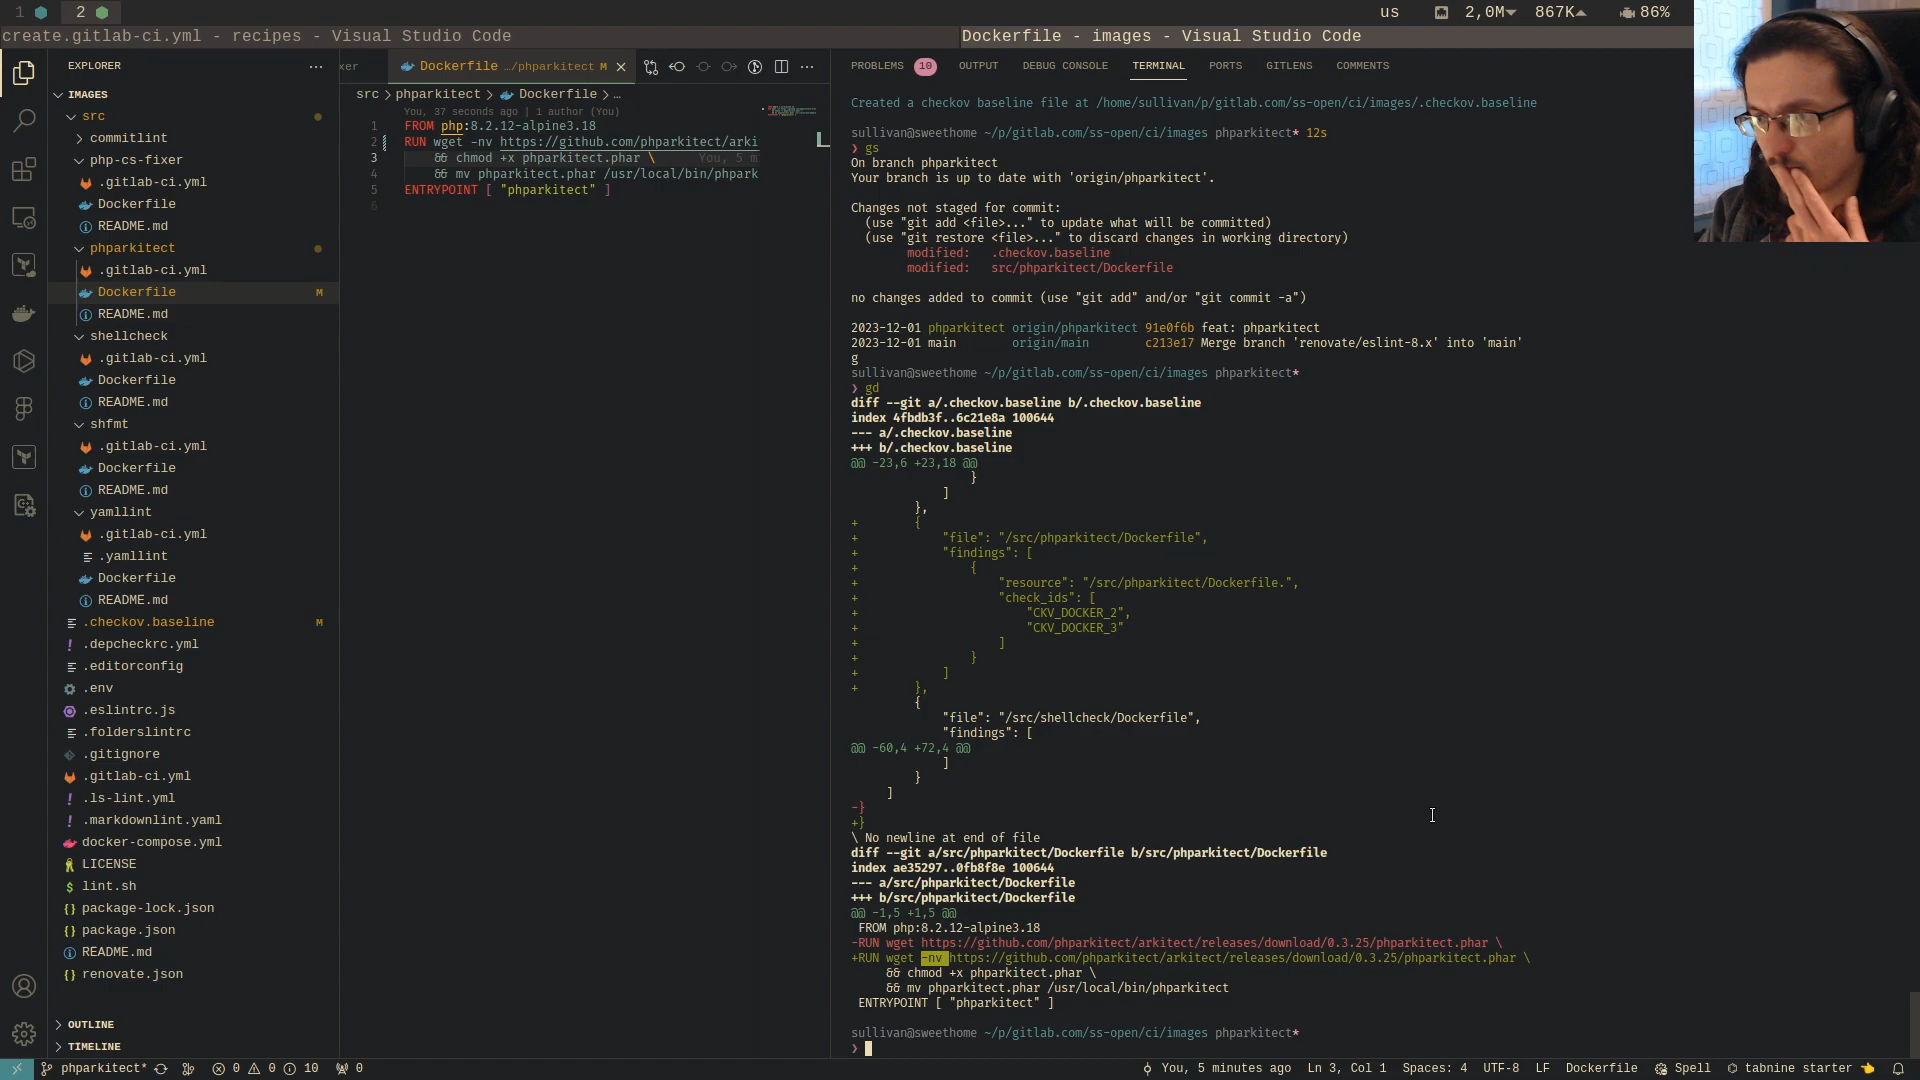 1 2 us 2,0M 867K 86%
create.gitlab-ci.yml - recipes - Visual Studio Code
Dockerfile - images - Visual Studio Code
EXPLORER
IMAGES
src
commitlint
php-cs-fixer
.gitlab-ci.yml
Dockerfile
README.md
phparkitect
.gitlab-ci.yml
Dockerfile M
README.md
shellcheck
.gitlab-ci.yml
Dockerfile
README.md
shfmt
.gitlab-ci.yml
Dockerfile
README.md
yamllint
.gitlab-ci.yml
.yamllint
Dockerfile
README.md
.checkov.baseline M
.depcheckrc.yml
.editorconfig
.env
.eslintrc.js
.folderslintrc
.gitignore
.gitlab-ci.yml
.ls-lint.yml
.markdownlint.yaml
docker-compose.yml
LICENSE
lint.sh
package-lock.json
package.json
README.md
renovate.json
OUTLINE
TIMELINE
xer Dockerfile .../phparkitect M
src > phparkitect > Dockerfile > ...
You, 37 seconds ago | 1 author (You)
1 FROM php:8.2.12-alpine3.18
2 RUN wget -nv https://github.com/phparkitect/arki
3 && chmod +x phparkitect.phar \ You, 5 m
4 && mv phparkitect.phar /usr/local/bin/phpark
5 ENTRYPOINT [ "phparkitect" ]
6
PROBLEMS 10 OUTPUT DEBUG CONSOLE TERMINAL PORTS GITLENS COMMENTS
Created a checkov baseline file at /home/sullivan/p/gitlab.com/ss-open/ci/images/.checkov.baseline
sullivan@sweethome ~/p/gitlab.com/ss-open/ci/images phparkitect* 12s
❯ gs
On branch phparkitect
Your branch is up to date with 'origin/phparkitect'.
Changes not staged for commit:
(use "git add <file>..." to update what will be committed)
(use "git restore <file>..." to discard changes in working directory)
modified: .checkov.baseline
modified: src/phparkitect/Dockerfile
no changes added to commit (use "git add" and/or "git commit -a")
2023-12-01 phparkitect origin/phparkitect 91e0f6b feat: phparkitect
2023-12-01 main origin/main c213e17 Merge branch 'renovate/eslint-8.x' into 'main'
g
sullivan@sweethome ~/p/gitlab.com/ss-open/ci/images phparkitect*
❯ gd
diff --git a/.checkov.baseline b/.checkov.baseline
index 4fbdb3f..6c21e8a 100644
--- a/.checkov.baseline
+++ b/.checkov.baseline
@@ -23,6 +23,18 @@
}
]
},
+ {
+ "file": "/src/phparkitect/Dockerfile",
+ "findings": [
+ {
+ "resource": "/src/phparkitect/Dockerfile.",
+ "check_ids": [
+ "CKV_DOCKER_2",
+ "CKV_DOCKER_3"
+ ]
+ }
+ ]
+ },
{
"file": "/src/shellcheck/Dockerfile",
"findings": [
@@ -60,4 +72,4 @@
]
}
]
-}
+}
\ No newline at end of file
diff --git a/src/phparkitect/Dockerfile b/src/phparkitect/Dockerfile
index ae35297..0fb8f8e 100644
--- a/src/phparkitect/Dockerfile
+++ b/src/phparkitect/Dockerfile
@@ -1,5 +1,5 @@
FROM php:8.2.12-alpine3.18
-RUN wget https://github.com/phparkitect/arkitect/releases/download/0.3.25/phparkitect.phar \
+RUN wget -nv https://github.com/phparkitect/arkitect/releases/download/0.3.25/phparkitect.phar \
&& chmod +x phparkitect.phar \
&& mv phparkitect.phar /usr/local/bin/phparkitect
ENTRYPOINT [ "phparkitect" ]
sullivan@sweethome ~/p/gitlab.com/ss-open/ci/images phparkitect*
❯
phparkitect* 0 0 10 0 You, 5 minutes ago Ln 3, Col 1 Spaces: 4 UTF-8 LF Dockerfile Spell tabnine starter